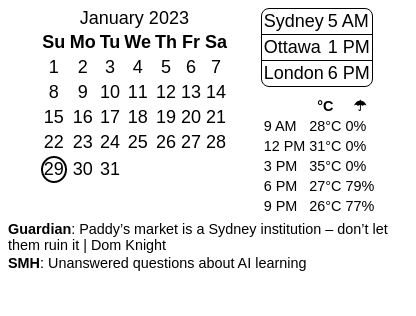 January 2023
Su Mo Tu We Th Fr Sa
1 2 3 4 5 6 7
8 9 10 11 12 13 14
15 16 17 18 19 20 21
22 23 24 25 26 27 28
29 30 31
Sydney 5 AM
Ottawa 1 PM
London 6 PM
°C ☂
9 AM 28°C 0%
12 PM 31°C 0%
3 PM 35°C 0%
6 PM 27°C 79%
9 PM 26°C 77%
Guardian: Paddy’s market is a Sydney institution – don’t let
them ruin it | Dom Knight
SMH: Unanswered questions about AI learning